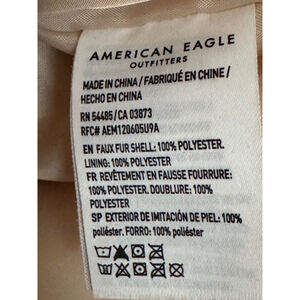 AMERICAN EAGLE
OUTFITTERS
MADE IN CHINA / FABRIQUÉ EN CHINE /
HECHO EN CHINA
RN 54485/ CA 03873
RFC# AEM120605U9A
EN FAUX FUR SHELL: 100% POLYESTER.
LINING: 100% POLYESTER
FR REVÊTEMENT EN FAUSSE FOURRURE:
100% POLYESTER. DOUBLURE: 100%
POLYESTER
SP EXTERIOR DE IMITACIÓN DE PIEL: 100%
poliéster. FORRO: 100% poliéster